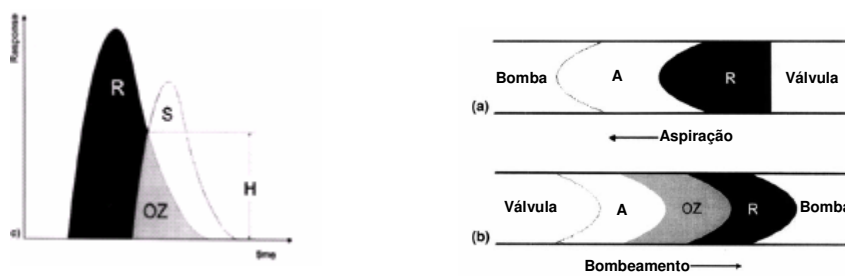 Response
R
S
H
OZ
c)
time
Bomba A R Válvula
(a)
Aspiração
Válvula A OZ R Bomba
(b)
Bombeamento